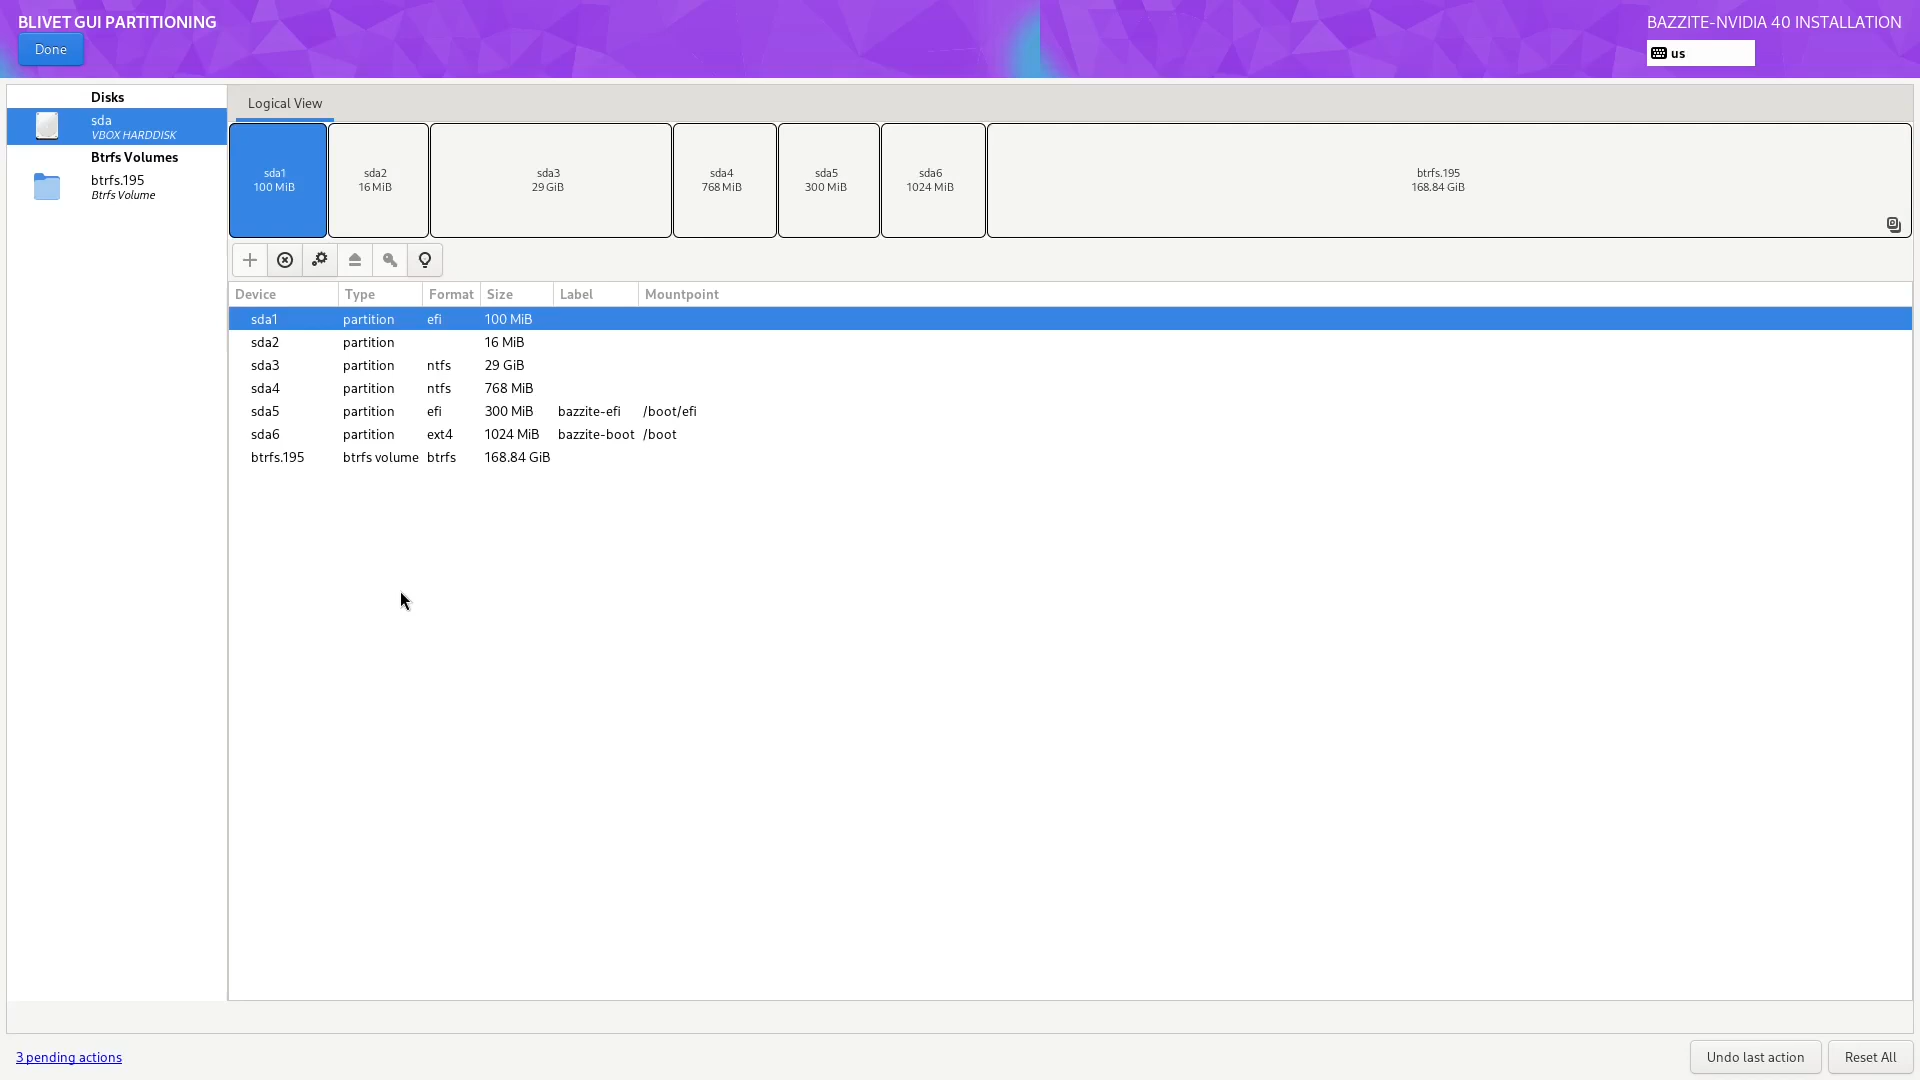 BLIVET GUI PARTITIONING
BAZZITE-NVIDIA 40 INSTALLATION
Done
us
Disks
sda
VBOX HARDDISK
Btrfs Volumes
btrfs.195
Btrfs Volume
Logical View
sda1
100 MiB
sda2
16 MiB
sda3
29 GiB
sda4
768 MiB
sda5
300 MiB
sda6
1024 MiB
btrfs.195
168.84 GiB
Device Type Format Size Label Mountpoint
sda1 partition efi 100 MiB
sda2 partition 16 MiB
sda3 partition ntfs 29 GiB
sda4 partition ntfs 768 MiB
sda5 partition efi 300 MiB bazzite-efi /boot/efi
sda6 partition ext4 1024 MiB bazzite-boot /boot
btrfs.195 btrfs volume btrfs 168.84 GiB
3 pending actions
Undo last action
Reset All